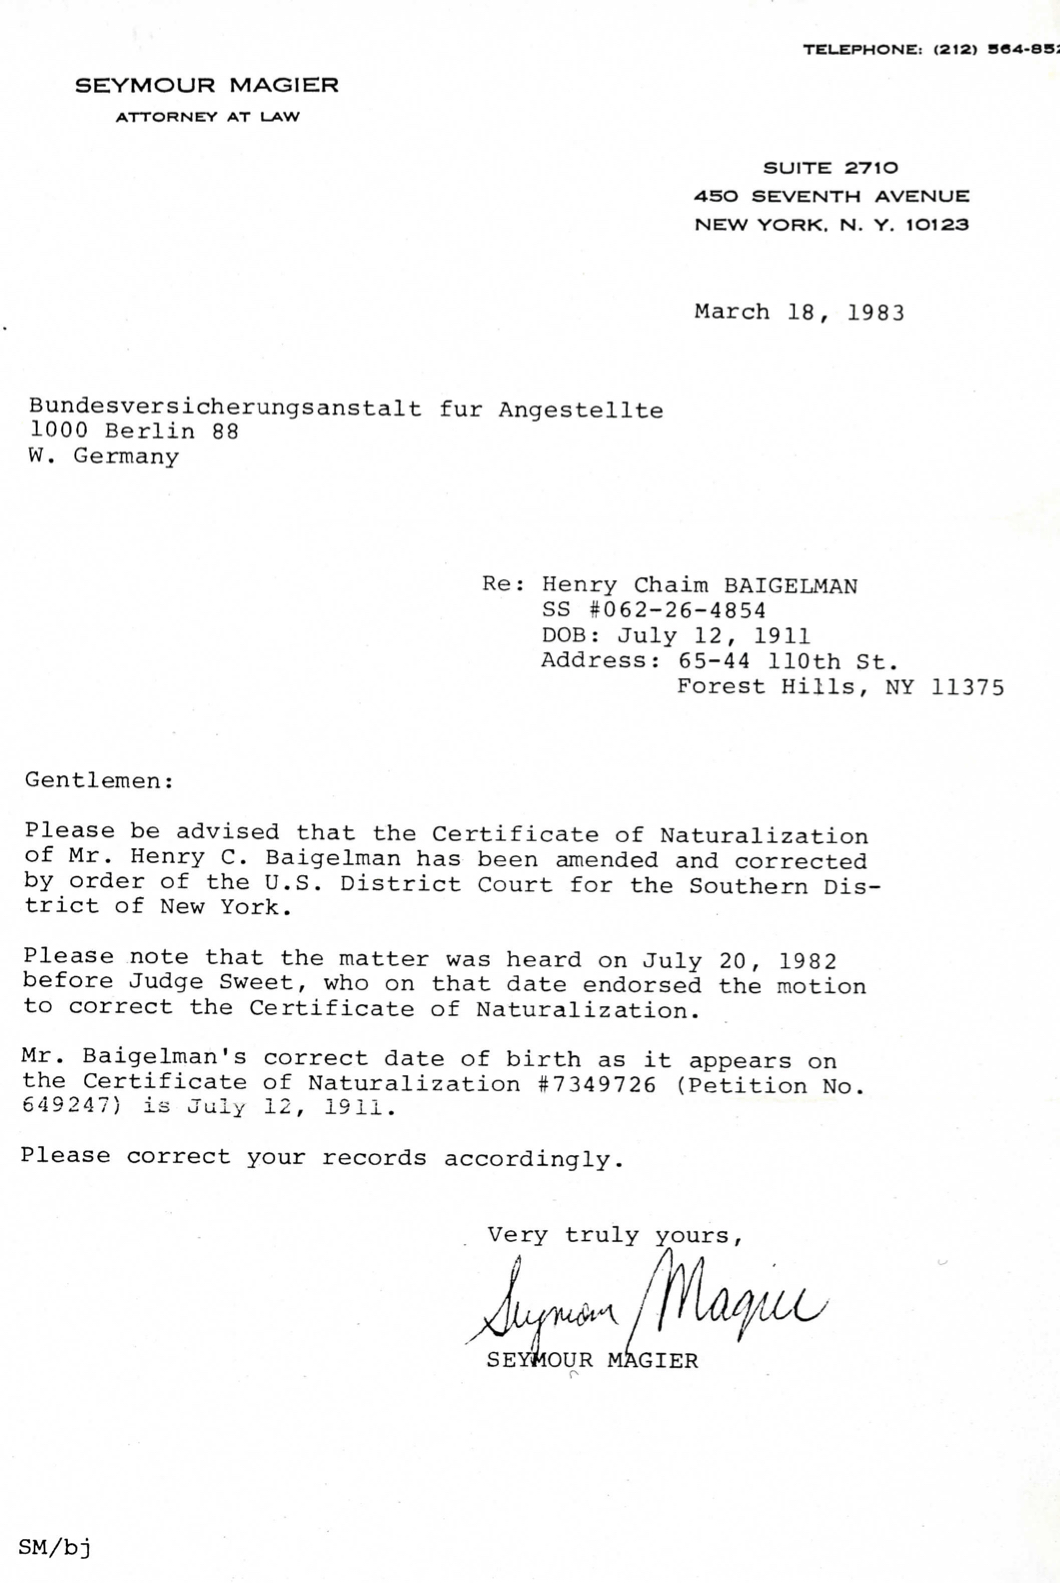 TELEPHONE: (212) 564-852
SEYMOUR MAGIER
ATTORNEY AT LAW
SUITE 2710
450 SEVENTH AVENUE
NEW YORK, N. Y. 10123
March 18, 1983
Bundesversicherungsanstalt fur Angestellte
1000 Berlin 88
W. Germany
Re: Henry Chaim BAIGELMAN
SS #062-26-4854
DOB: July 12, 1911
Address: 65-44 110th St.
Forest Hills, NY 11375
Gentlemen:
Please be advised that the Certificate of Naturalization
of Mr. Henry C. Baigelman has been amended and corrected
by order of the U.S. District Court for the Southern Dis-
trict of New York.
Please note that the matter was heard on July 20, 1982
before Judge Sweet, who on that date endorsed the motion
to correct the Certificate of Naturalization.
Mr. Baigelman's correct date of birth as it appears on
the Certificate of Naturalization #7349726 (Petition No.
649247) is July 12, 1911.
Please correct your records accordingly.
Very truly yours,
Seymour Magier
SEYMOUR MAGIER
SM/bj